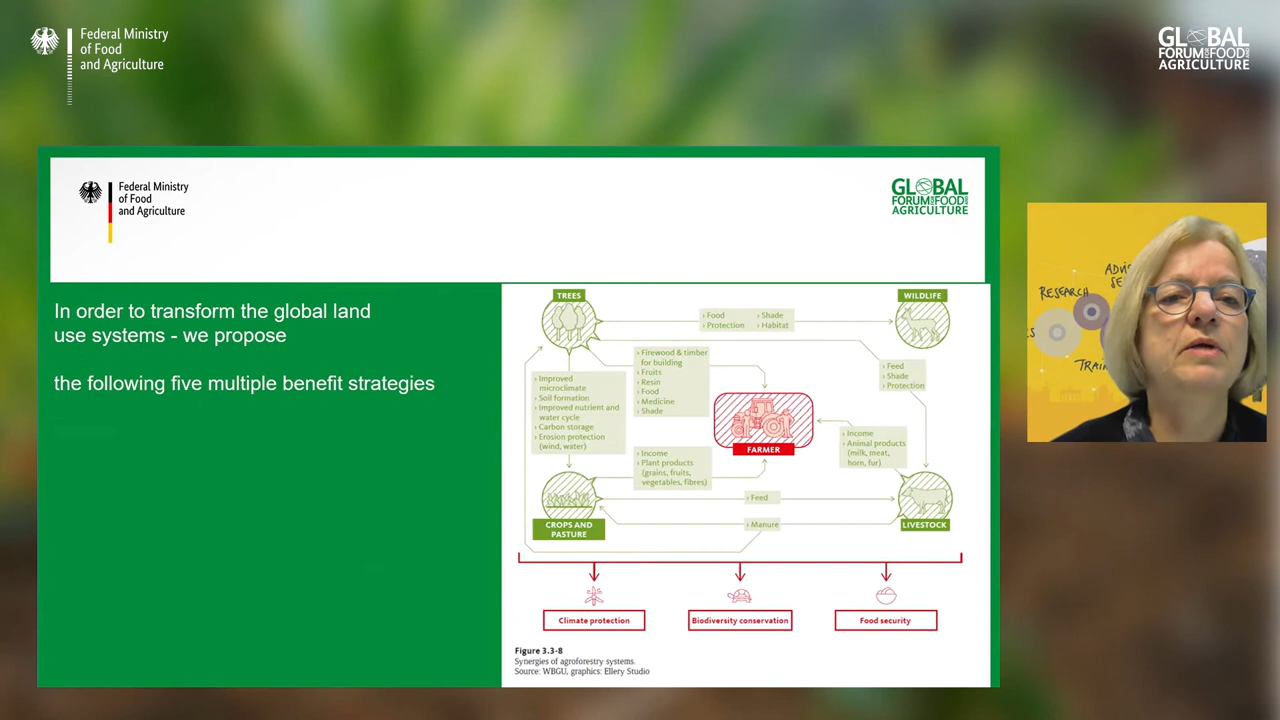 Federal Ministry
of Food
and Agriculture
GLOBAL
FORUM FOR FOOD AND
AGRICULTURE
Federal Ministry
of Food
and Agriculture
GLOBAL
FORUM FOR FOOD AND
AGRICULTURE
In order to transform the global land
use systems - we propose
the following five multiple benefit strategies
TREES
WILDLIFE
› Food
› Protection
› Shade
› Habitat
› Firewood & timber
for building
› Fruits
› Resin
› Food
› Medicine
› Shade
› Feed
› Shade
› Protection
› Improved
microclimate
› Soil formation
› Improved nutrient and
water cycle
› Carbon storage
› Erosion protection
(wind, water)
FARMER
› Income
› Animal products
(milk, meat,
horn, fur)
› Income
› Plant products
(grains, fruits,
vegetables, fibres)
› Feed
› Manure
CROPS AND
PASTURE
LIVESTOCK
Climate protection
Biodiversity conservation
Food security
Figure 3.3-8
Synergies of agroforestry systems.
Source: WBGU, graphics: Ellery Studio
RESEARCH